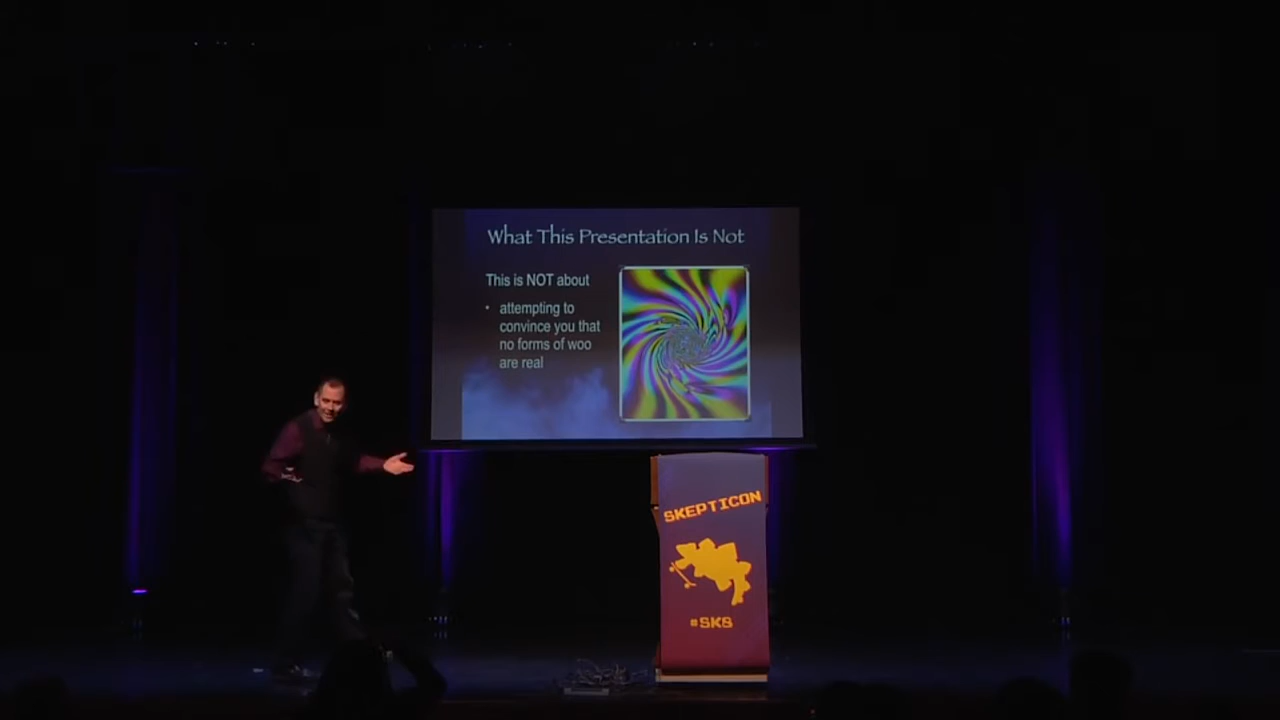 What This Presentation Is Not
This is NOT about
• attempting to
convince you that
no forms of woo
are real
SKEPTICON
#SK8